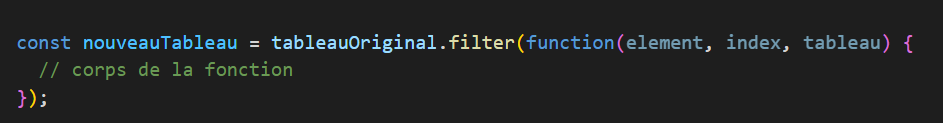 const nouveauTableau = tableauOriginal.filter(function(element, index, tableau) {
  // corps de la fonction
});